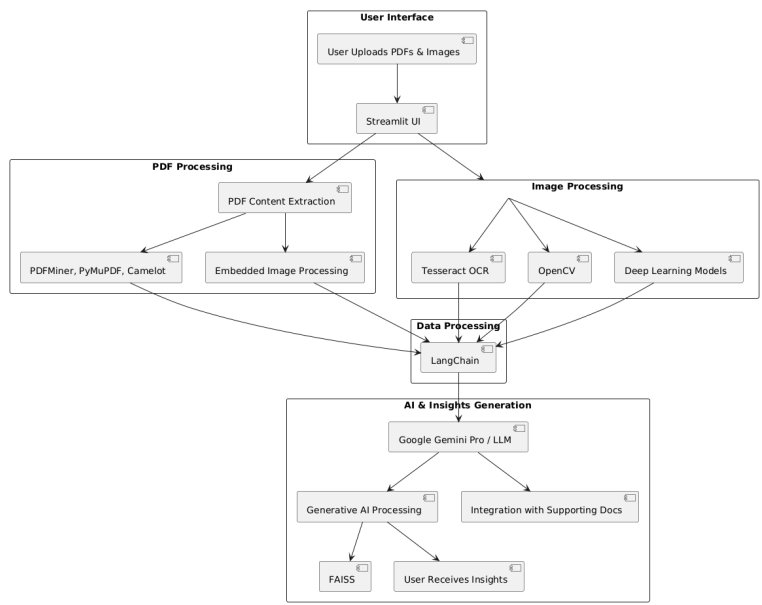 User Interface
User Uploads PDFs & Images
Streamlit UI
PDF Processing
PDF Content Extraction
PDFMiner, PyMuPDF, Camelot
Embedded Image Processing
Image Processing
Tesseract OCR
OpenCV
Deep Learning Models
Data Processing
LangChain
AI & Insights Generation
Google Gemini Pro / LLM
Generative AI Processing
Integration with Supporting Docs
FAISS
User Receives Insights